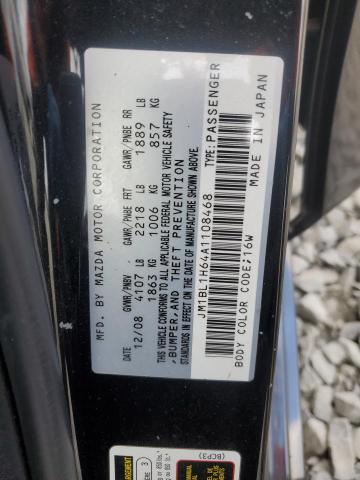 MFD. BY MAZDA MOTOR CORPORATION
GVWR/PNBV GAWR/PNBE FRT GAWR/PNBE RR
12/08 4107 LB 2218 LB 1889 LB
1863 KG 1006 KG 857 KG
THIS VEHICLE CONFORMS TO ALL APPLICABLE FEDERAL MOTOR VEHICLE SAFETY
,BUMPER,AND THEFT PREVENTION
STANDARDS IN EFFECT ON THE DATE OF MANUFACTURE SHOWN ABOVE.
JM1BL1H64A1108468 TYPE:PASSENGER
BODY COLOR CODE:16W MADE IN JAPAN
(BCP3)
3